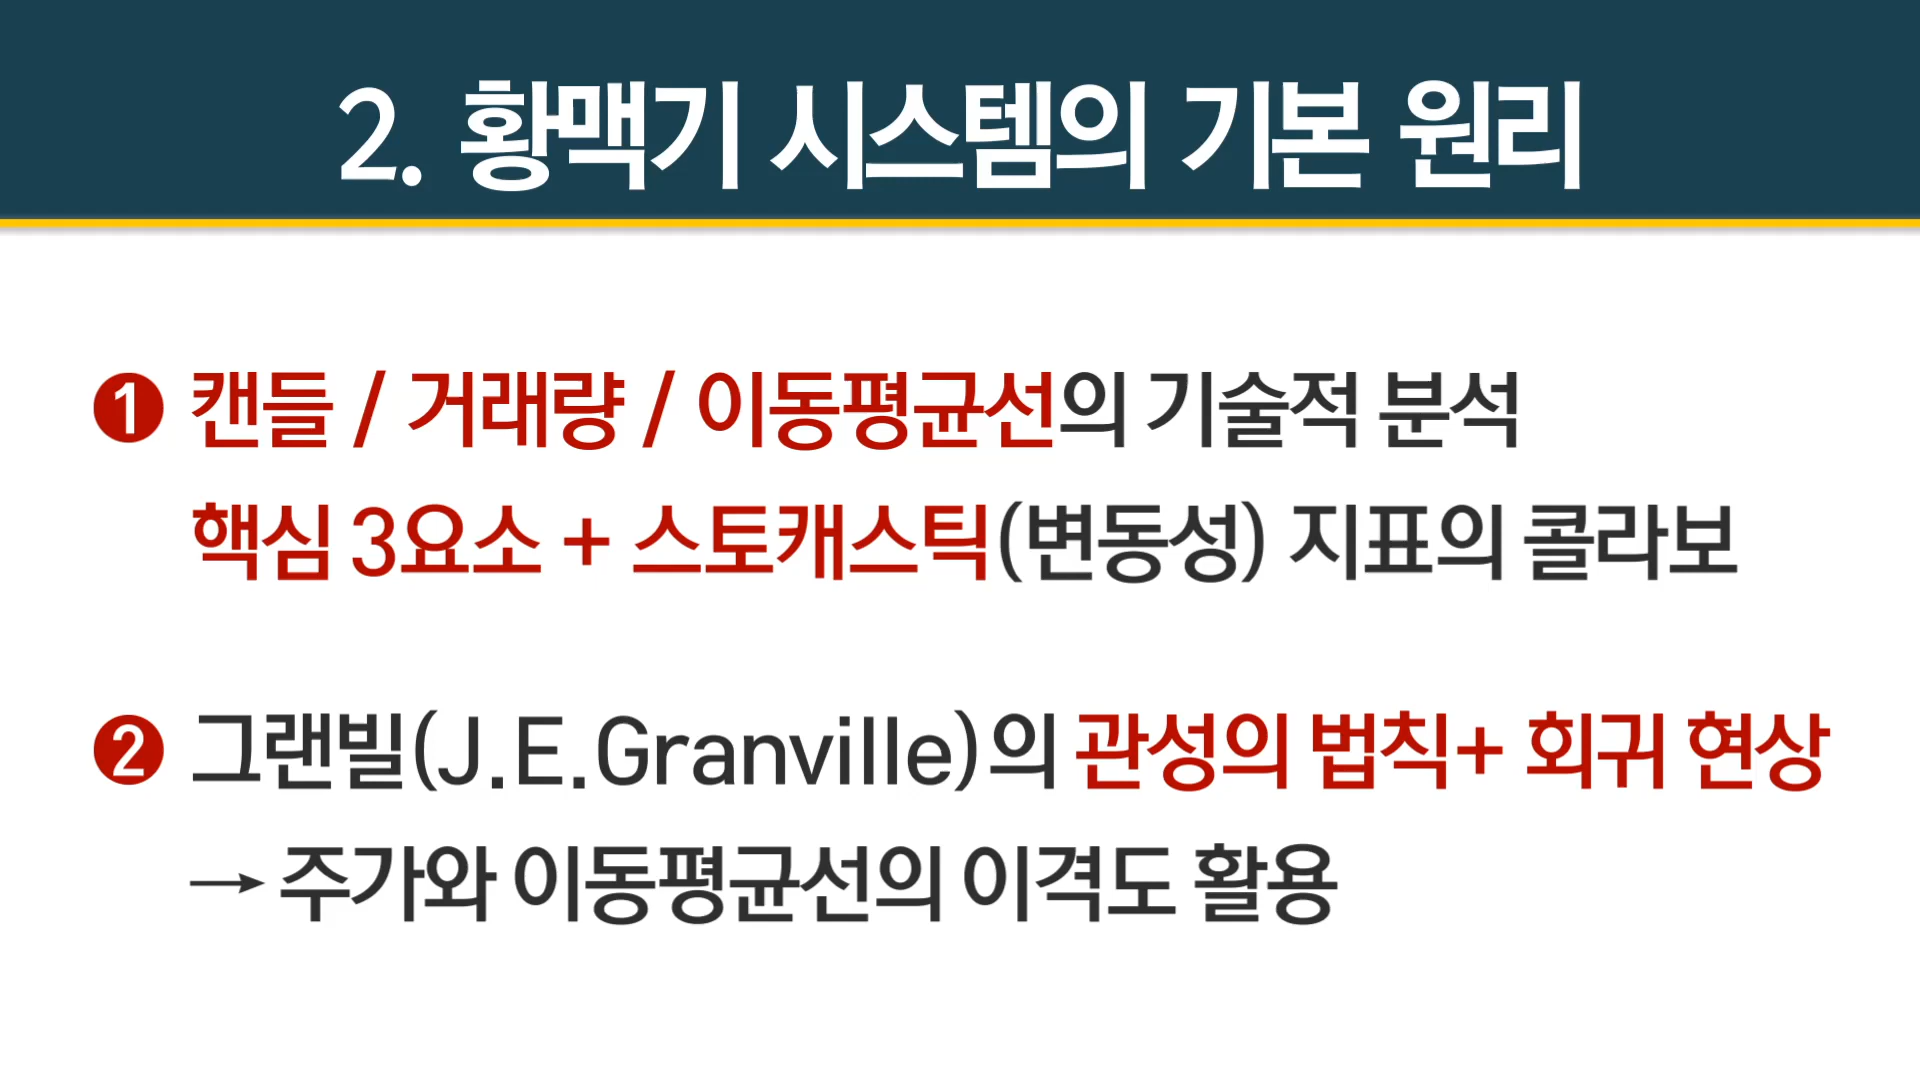 2. 황맥기 시스템의 기본 원리
❶ 캔들 / 거래량 / 이동평균선의 기술적 분석
핵심 3요소 + 스토캐스틱(변동성) 지표의 콜라보
❷ 그랜빌(J.E.Granville)의 관성의 법칙+ 회귀 현상
→ 주가와 이동평균선의 이격도 활용